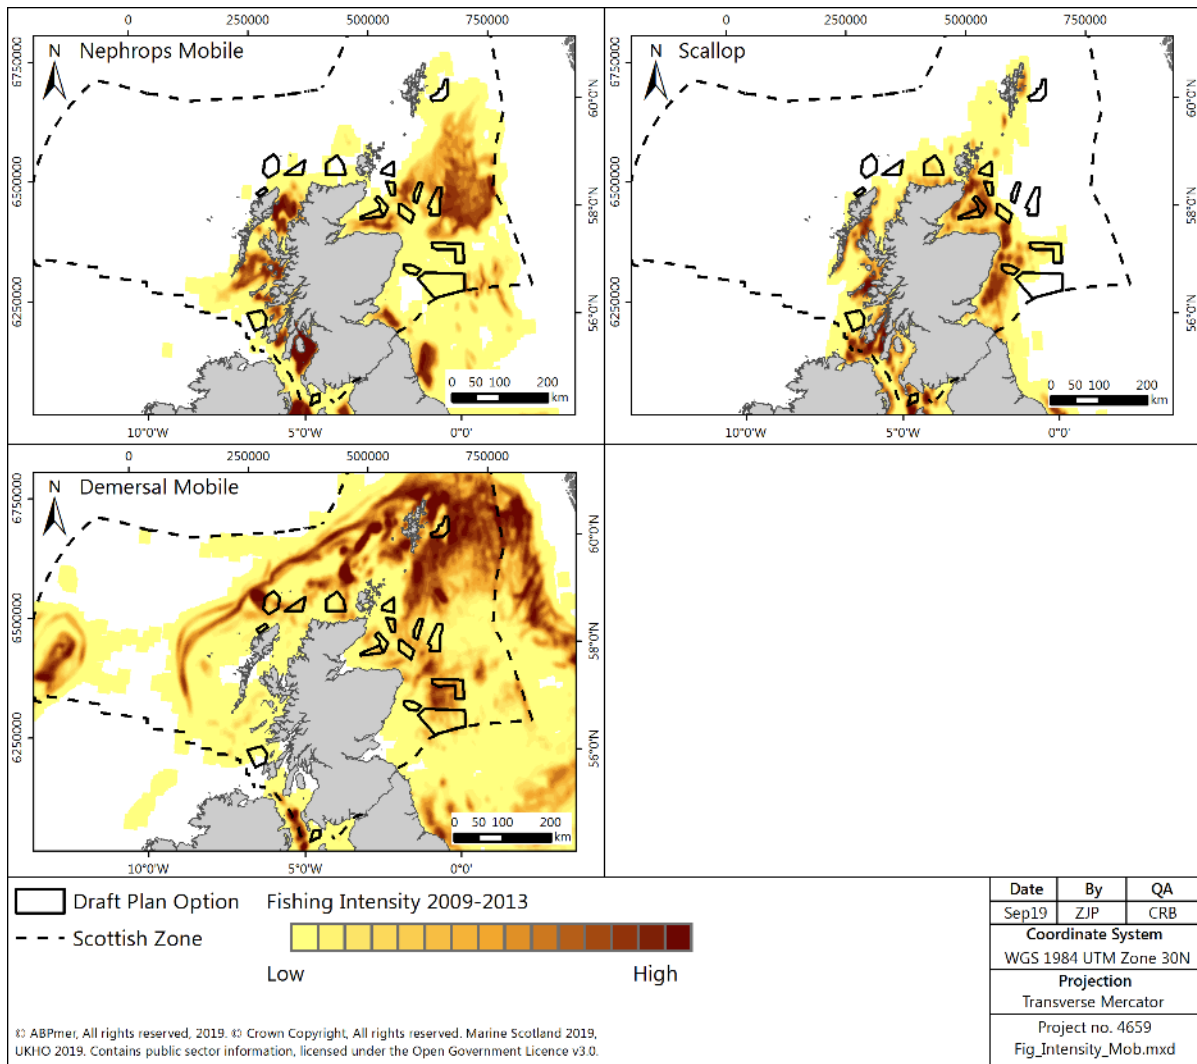 0 250000 500000 750000
0 250000 500000 750000
N
Nephrops Mobile
N
Scallop
6750000
6500000
6250000
60°0'N
58°0'N
56°0'N
6750000
6500000
6250000
60°0'N
58°0'N
56°0'N
0 50 100 200
km
0 50 100 200
km
10°0'W 5°0'W 0°0'
10°0'W 5°0'W 0°0'
0 250000 500000 750000
N
Demersal Mobile
6750000
6500000
6250000
60°0'N
58°0'N
56°0'N
0 50 100 200
km
10°0'W 5°0'W 0°0'
Draft Plan Option
Scottish Zone
Fishing Intensity 2009-2013
Low High
Date By QA
Sep19 ZJP CRB
Coordinate System
WGS 1984 UTM Zone 30N
Projection
Transverse Mercator
Project no. 4659
Fig_Intensity_Mob.mxd
© ABPmer, All rights reserved, 2019. © Crown Copyright, All rights reserved. Marine Scotland 2019,
UKHO 2019. Contains public sector information, licensed under the Open Government Licence v3.0.